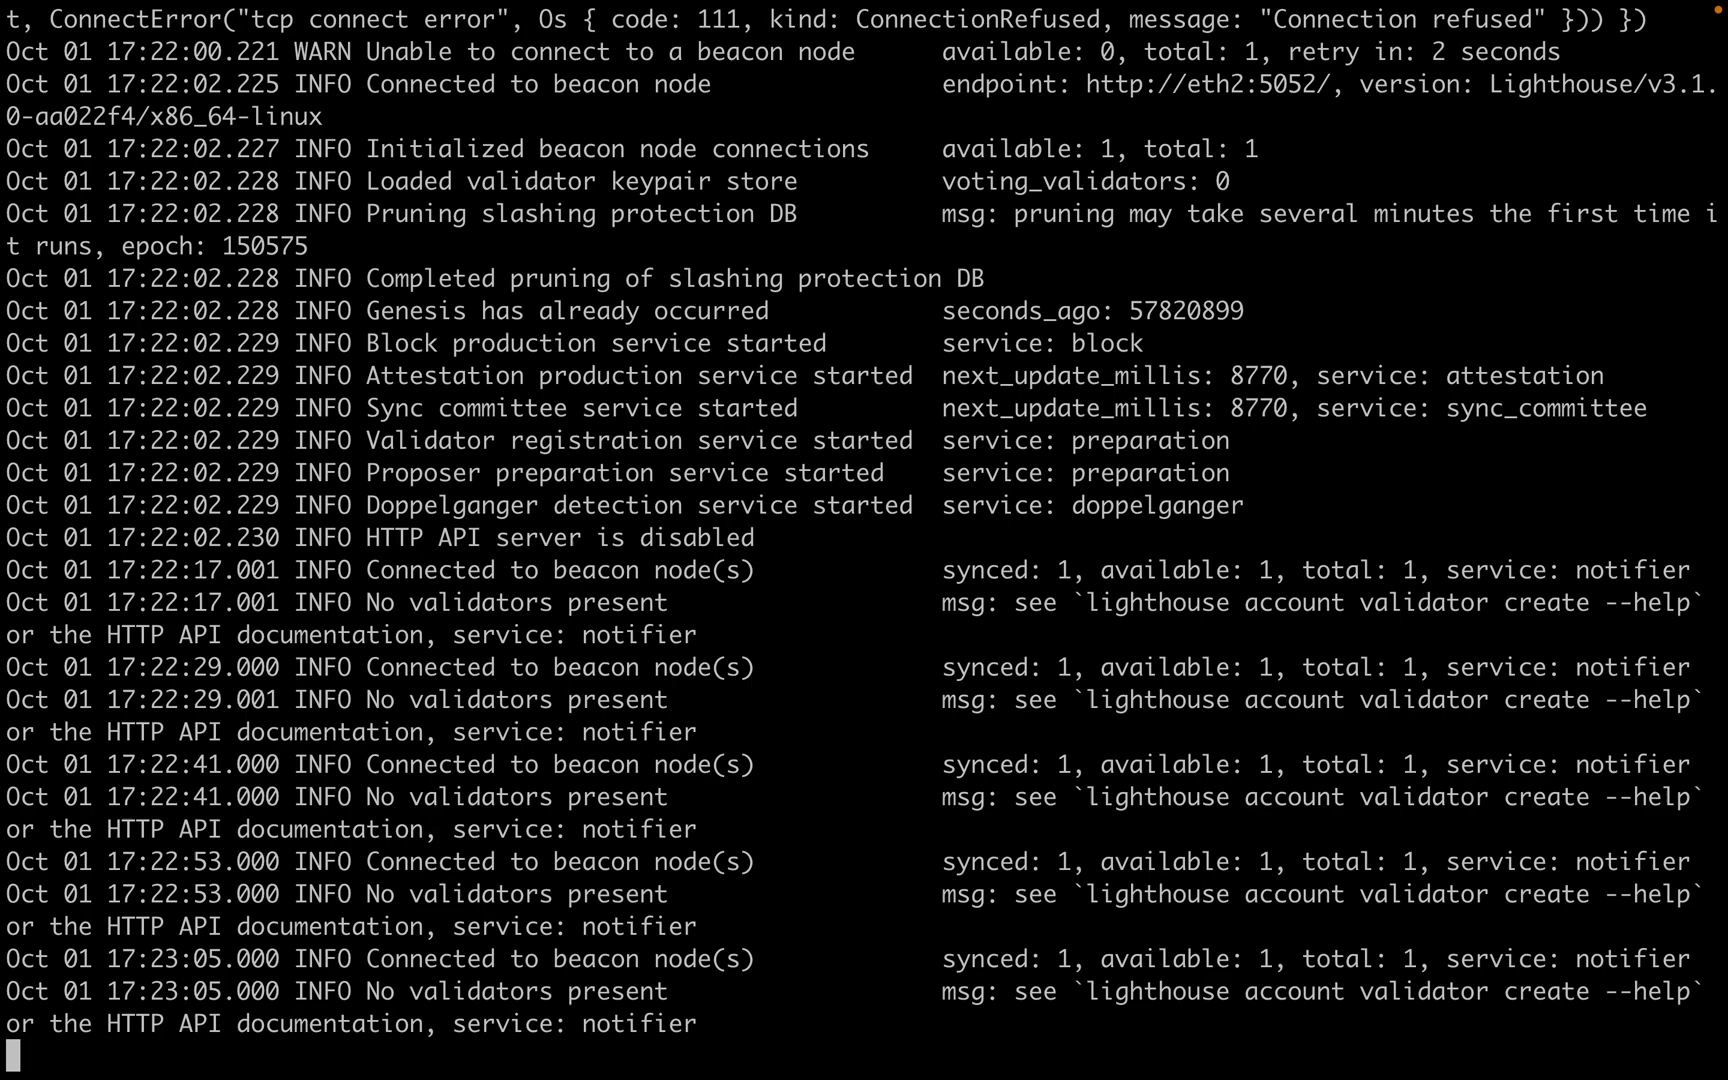 t, ConnectError("tcp connect error", Os { code: 111, kind: ConnectionRefused, message: "Connection refused" })) })
Oct 01 17:22:00.221 WARN Unable to connect to a beacon node      available: 0, total: 1, retry in: 2 seconds
Oct 01 17:22:02.225 INFO Connected to beacon node                endpoint: http://eth2:5052/, version: Lighthouse/v3.1.
0-aa022f4/x86_64-linux
Oct 01 17:22:02.227 INFO Initialized beacon node connections     available: 1, total: 1
Oct 01 17:22:02.228 INFO Loaded validator keypair store          voting_validators: 0
Oct 01 17:22:02.228 INFO Pruning slashing protection DB          msg: pruning may take several minutes the first time i
t runs, epoch: 150575
Oct 01 17:22:02.228 INFO Completed pruning of slashing protection DB
Oct 01 17:22:02.228 INFO Genesis has already occurred            seconds_ago: 57820899
Oct 01 17:22:02.229 INFO Block production service started        service: block
Oct 01 17:22:02.229 INFO Attestation production service started  next_update_millis: 8770, service: attestation
Oct 01 17:22:02.229 INFO Sync committee service started          next_update_millis: 8770, service: sync_committee
Oct 01 17:22:02.229 INFO Validator registration service started  service: preparation
Oct 01 17:22:02.229 INFO Proposer preparation service started    service: preparation
Oct 01 17:22:02.229 INFO Doppelganger detection service started  service: doppelganger
Oct 01 17:22:02.230 INFO HTTP API server is disabled
Oct 01 17:22:17.001 INFO Connected to beacon node(s)             synced: 1, available: 1, total: 1, service: notifier
Oct 01 17:22:17.001 INFO No validators present                   msg: see `lighthouse account validator create --help`
or the HTTP API documentation, service: notifier
Oct 01 17:22:29.000 INFO Connected to beacon node(s)             synced: 1, available: 1, total: 1, service: notifier
Oct 01 17:22:29.001 INFO No validators present                   msg: see `lighthouse account validator create --help`
or the HTTP API documentation, service: notifier
Oct 01 17:22:41.000 INFO Connected to beacon node(s)             synced: 1, available: 1, total: 1, service: notifier
Oct 01 17:22:41.000 INFO No validators present                   msg: see `lighthouse account validator create --help`
or the HTTP API documentation, service: notifier
Oct 01 17:22:53.000 INFO Connected to beacon node(s)             synced: 1, available: 1, total: 1, service: notifier
Oct 01 17:22:53.000 INFO No validators present                   msg: see `lighthouse account validator create --help`
or the HTTP API documentation, service: notifier
Oct 01 17:23:05.000 INFO Connected to beacon node(s)             synced: 1, available: 1, total: 1, service: notifier
Oct 01 17:23:05.000 INFO No validators present                   msg: see `lighthouse account validator create --help`
or the HTTP API documentation, service: notifier